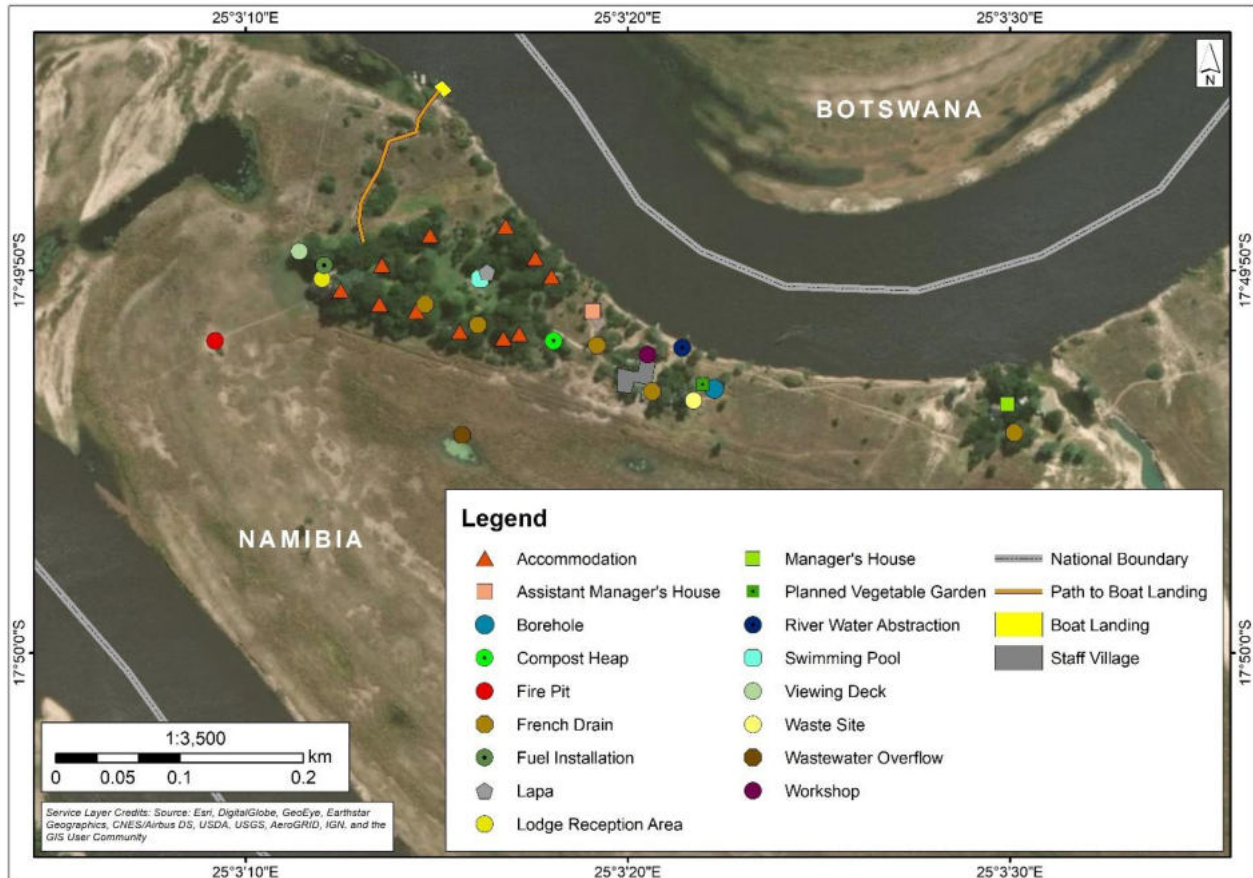 25°3'10"E
25°3'20"E
25°3'30"E
N
BOTSWANA
17°49'50"S
17°49'50"S
NAMIBIA
17°50'0"S
17°50'0"S
Legend
Accommodation
Assistant Manager's House
Borehole
Compost Heap
Fire Pit
French Drain
Fuel Installation
Lapa
Lodge Reception Area
Manager's House
Planned Vegetable Garden
River Water Abstraction
Swimming Pool
Viewing Deck
Waste Site
Wastewater Overflow
Workshop
National Boundary
Path to Boat Landing
Boat Landing
Staff Village
1:3,500
km
0 0.05 0.1 0.2
Service Layer Credits: Source: Esri, DigitalGlobe, GeoEye, Earthstar
Geographics, CNES/Airbus DS, USDA, USGS, AeroGRID, IGN. and the
GIS User Community
25°3'10"E
25°3'20"E
25°3'30"E